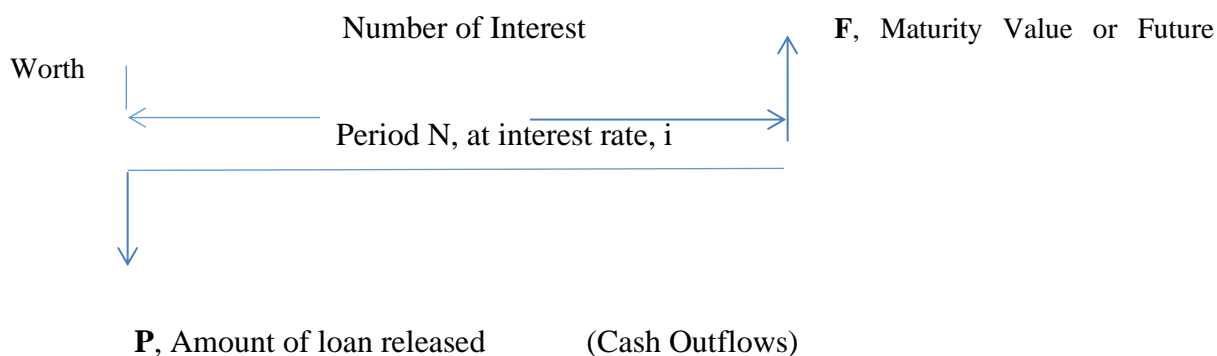 Number of Interest F, Maturity Value or Future
Worth
Period N, at interest rate, i
P, Amount of loan released (Cash Outflows)